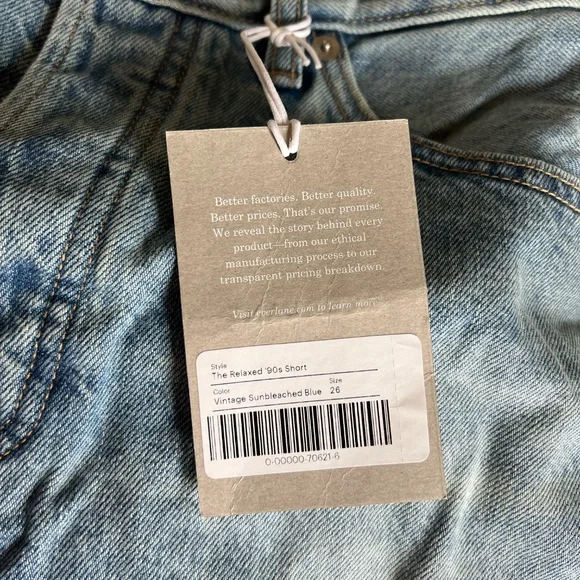 Better factories. Better quality.
Better prices. That's our promise.
We reveal the story behind every
product—from our ethical
manufacturing process to our
transparent pricing breakdown.
Visit everlane.com to learn more.
Style
The Relaxed '90s Short
Color Size
Vintage Sunbleached Blue 26
0-00000-70621-6